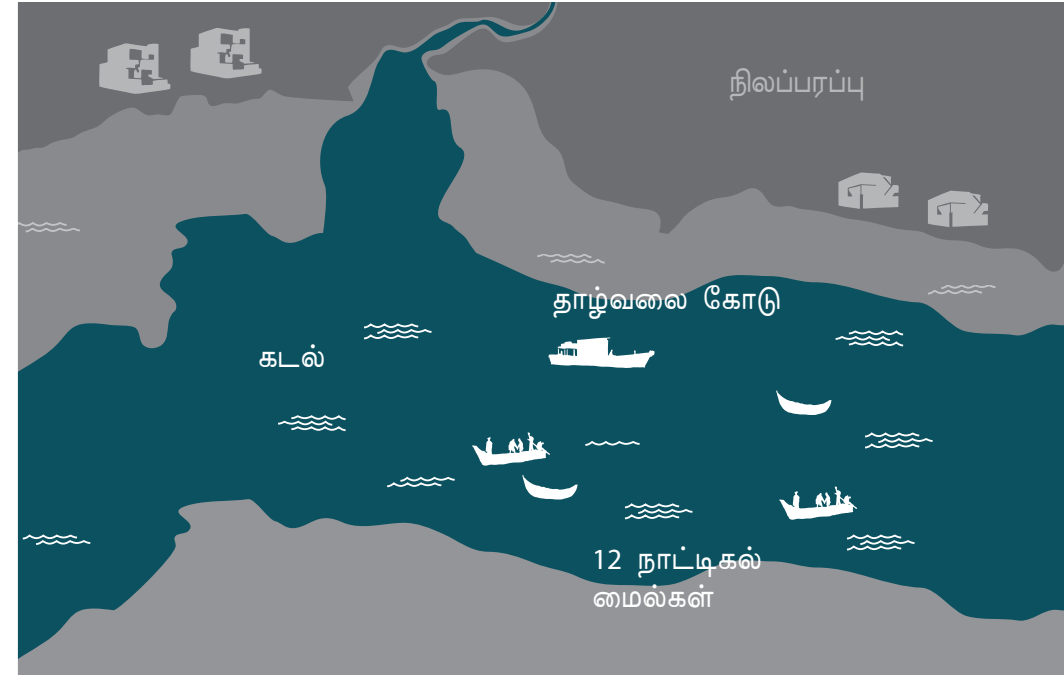 நிலப்பரப்பு
தாழ்வலை கோடு
கடல்
12 நாட்டிகல்
மைல்கள்